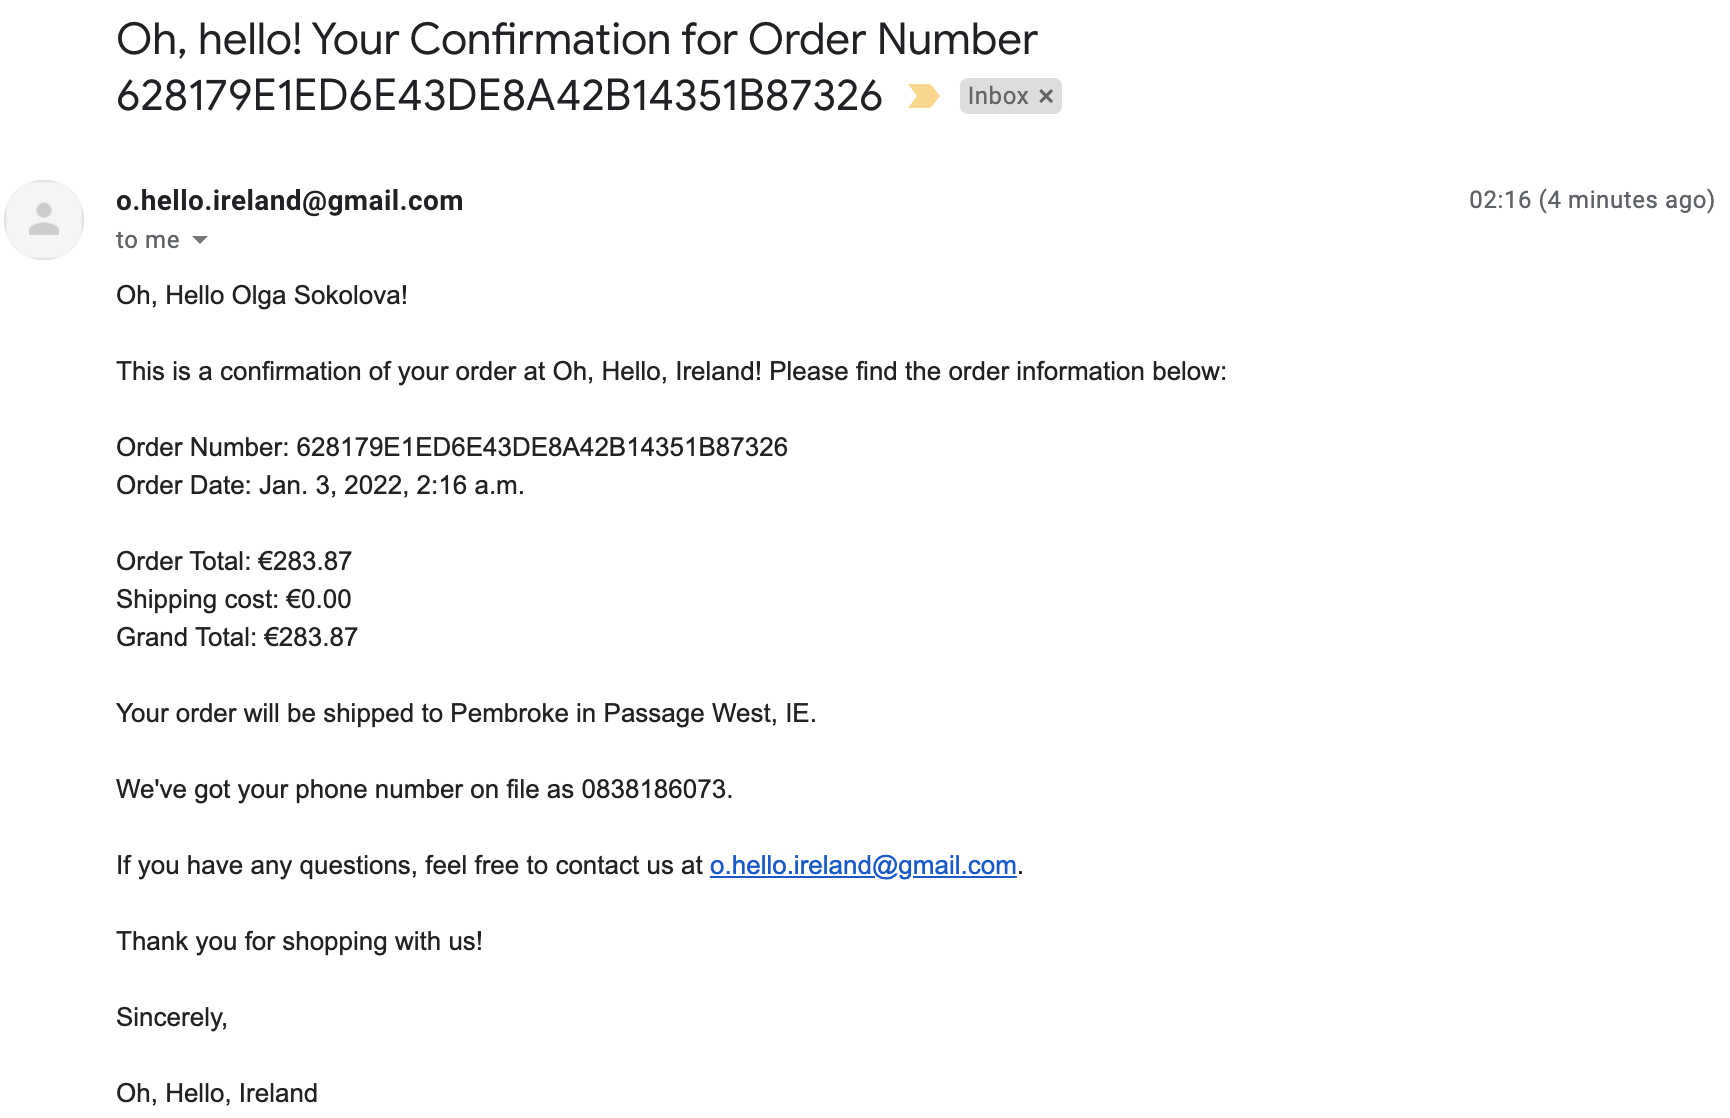 Oh, hello! Your Confirmation for Order Number
628179E1ED6E43DE8A42B14351B87326 Inbox ×
o.hello.ireland@gmail.com 02:16 (4 minutes ago)
to me
Oh, Hello Olga Sokolova!
This is a confirmation of your order at Oh, Hello, Ireland! Please find the order information below:
Order Number: 628179E1ED6E43DE8A42B14351B87326
Order Date: Jan. 3, 2022, 2:16 a.m.
Order Total: €283.87
Shipping cost: €0.00
Grand Total: €283.87
Your order will be shipped to Pembroke in Passage West, IE.
We've got your phone number on file as 0838186073.
If you have any questions, feel free to contact us at o.hello.ireland@gmail.com.
Thank you for shopping with us!
Sincerely,
Oh, Hello, Ireland